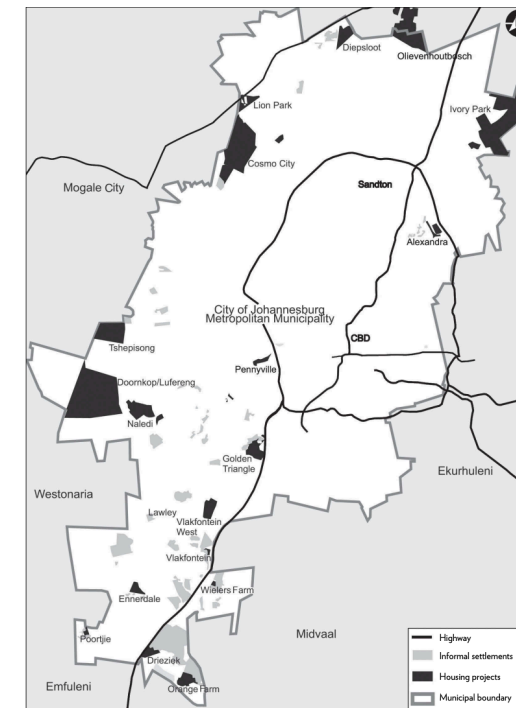 Diepsloot
Olievenhoutbosch
Lion Park
Ivory Park
Cosmo City
Mogale City
Sandton
Alexandra
City of Johannesburg
Metropolitan Municipality
CBD
Tshepisong
Pennyville
Doornkop/Lufereng
Naledi
Golden
Triangle
Ekurhuleni
Westonaria
Lawley
Vlakfontein
West
Vlakfontein
Wielers Farm
Ennerdale
Midvaal
Poortjie
Drieziek
Emfuleni
Orange Farm
Highway
Informal settlements
Housing projects
Municipal boundary